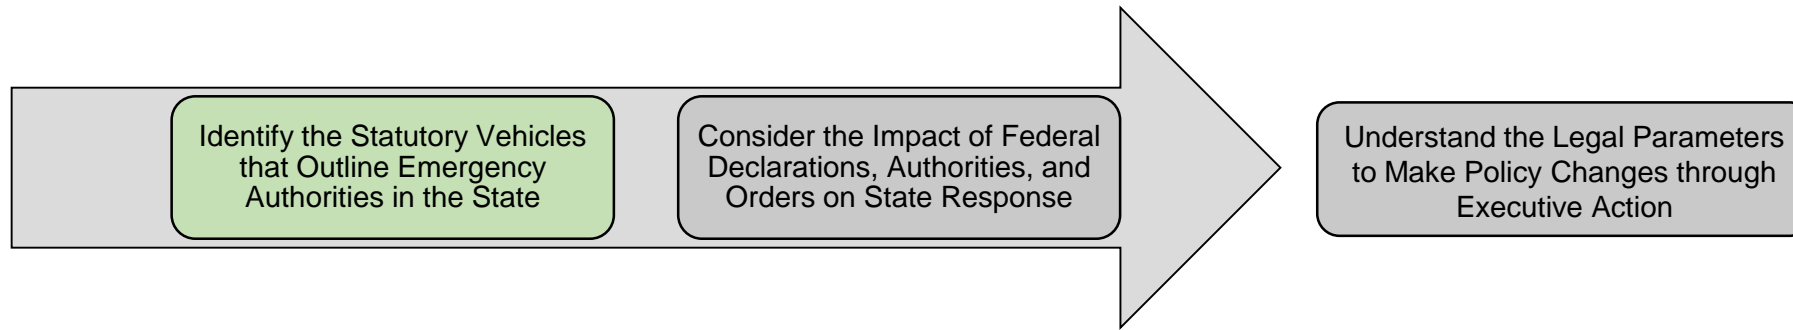 Identify the Statutory Vehicles
that Outline Emergency
Authorities in the State
Consider the Impact of Federal
Declarations, Authorities, and
Orders on State Response
Understand the Legal Parameters
to Make Policy Changes through
Executive Action